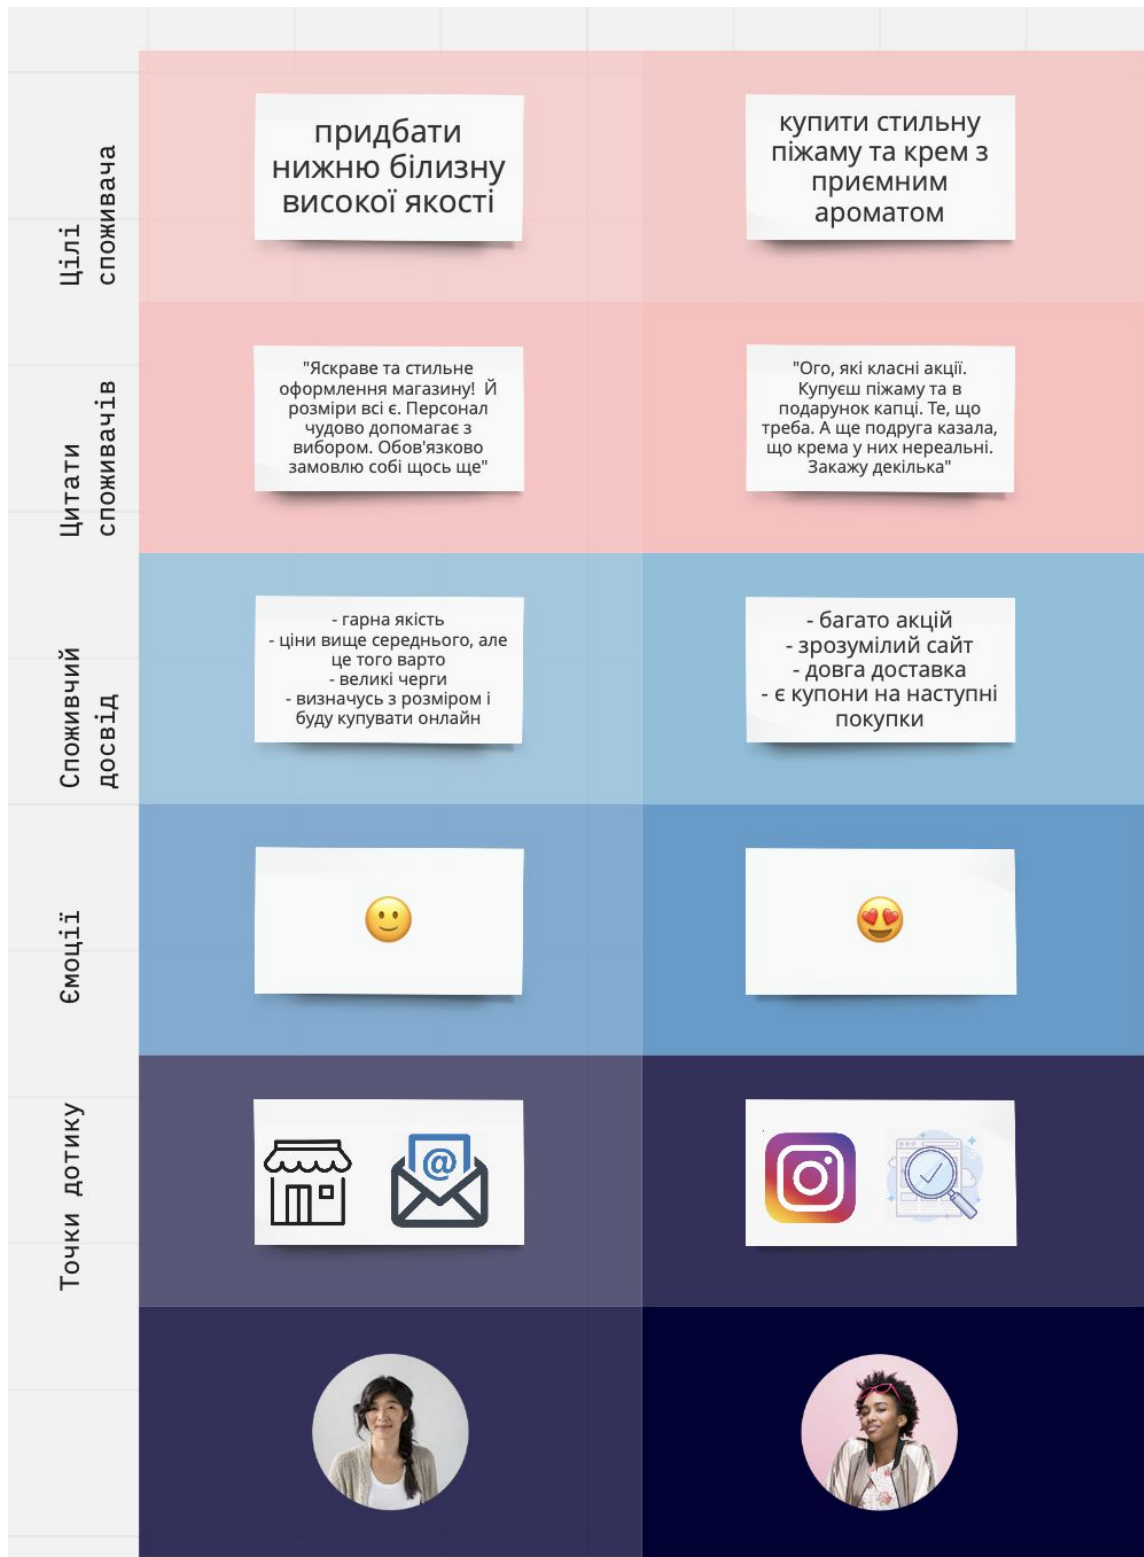 Цілі
споживача
придбати
нижню білизну
високої якості
купити стильну
піжаму та крем з
приємним
ароматом
Цитати
споживачів
"Яскраве та стильне
оформлення магазину!  Й
розміри всі є. Персонал
чудово допомагає з
вибором. Обов'язково
замовлю собі щось ще"
"Ого, які класні акції.
Купуєш піжаму та в
подарунок капці. Те, що
треба. А ще подруга казала,
що крема у них нереальні.
Закажу декілька"
Споживчий
досвід
- гарна якість
- ціни вище середнього, але
це того варто
- великі черги
- визначусь з розміром і
буду купувати онлайн
- багато акцій
- зрозумілий сайт
- довга доставка
- є купони на наступні
покупки
Ємоції
Точки дотику
@